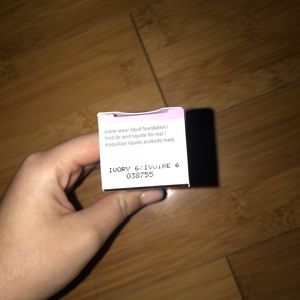 matte wear liquid foundation/
fond de teint liquide fini mat/
maquillaje líquido acabado mate
IVORY 6/IVOIRE 6
038755